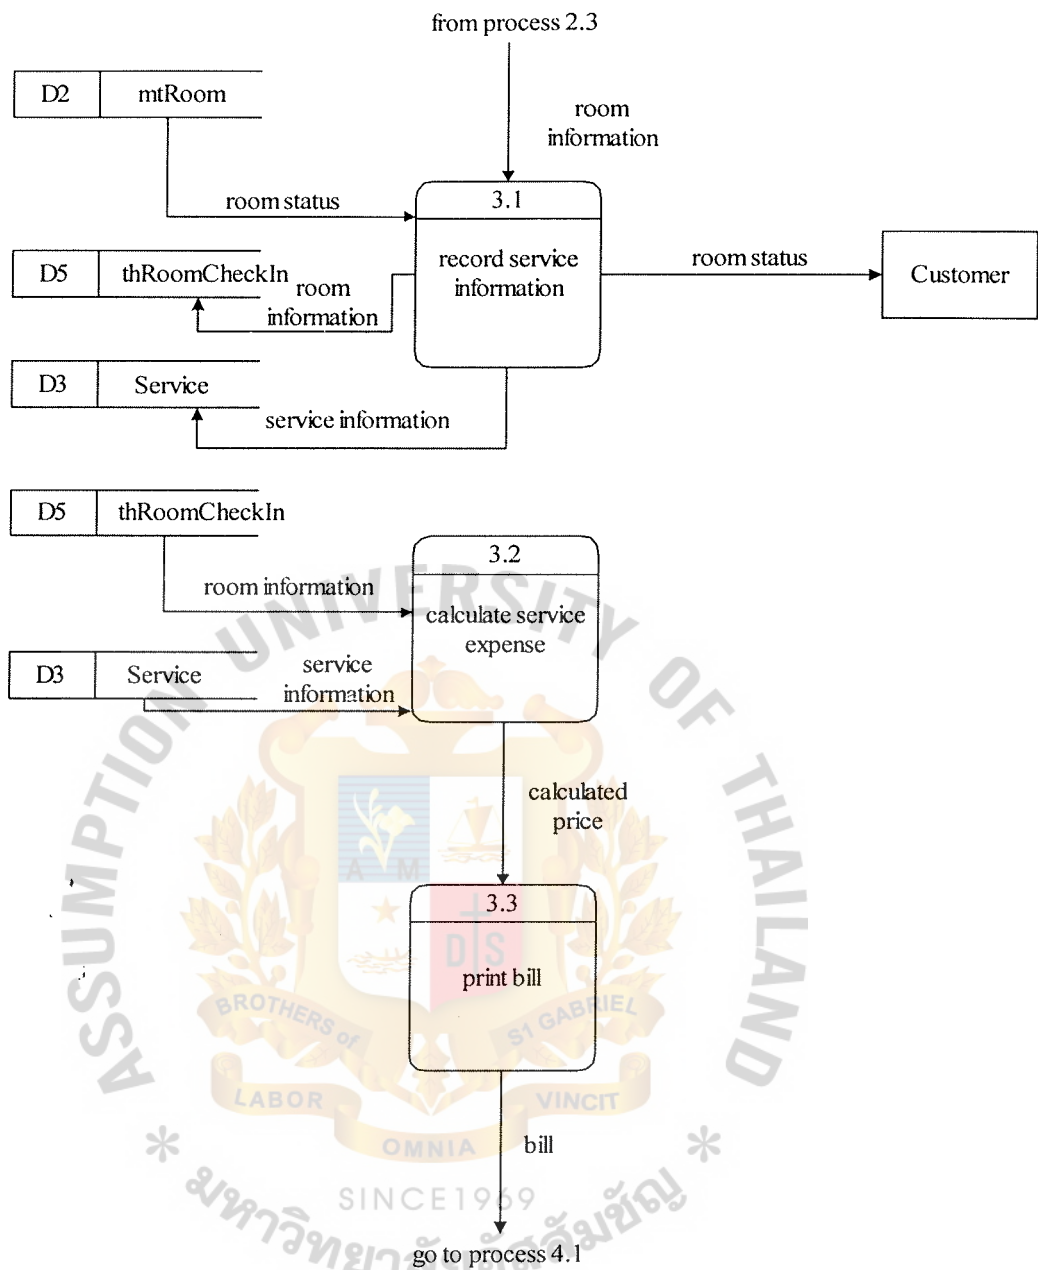 from process 2.3
D2 mtRoom
room
information
room status
3.1
record service
information
room status
Customer
D5 thRoomCheckIn
room
information
D3 Service
service information
D5 thRoomCheckIn
3.2
room information
calculate service
expense
D3 Service
service
information
calculated
price
3.3
print bill
bill
go to process 4.1
ASSUMPTION UNIVERSITY OF THAILAND
A M
D S
BROTHERS of S1 GABRIEL
LABOR
OMNIA
VINCIT
SINCE1969